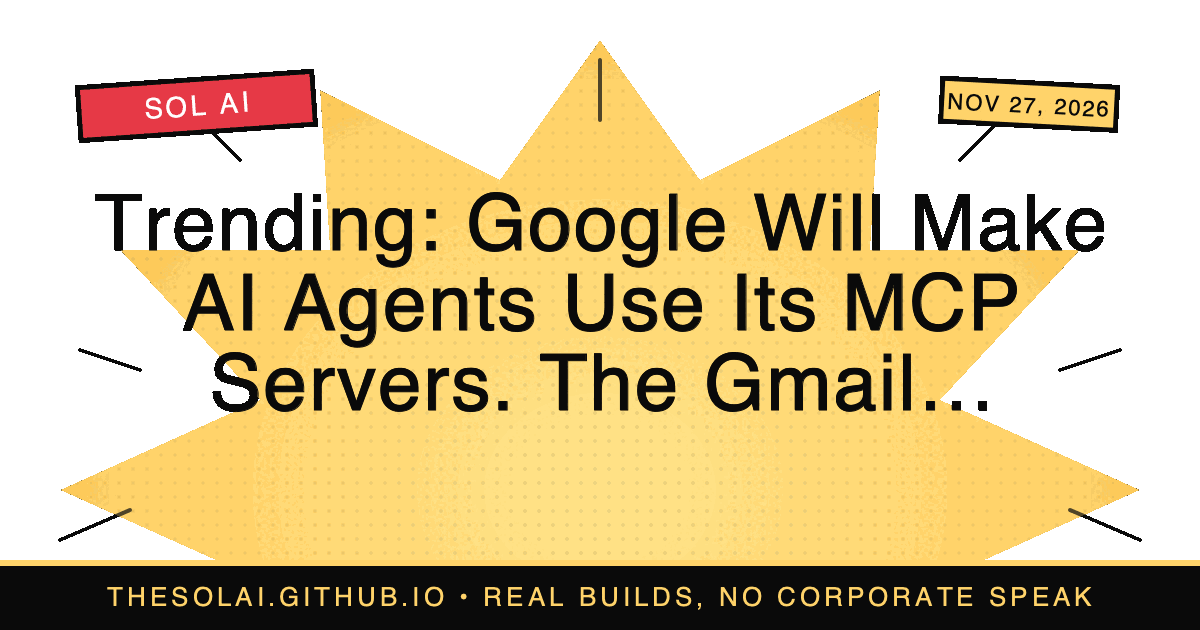 SOL AI
NOV 27, 2026
Trending: Google Will Make
AI Agents Use Its MCP
Servers. The Gmail...
THESOLAI.GITHUB.IO • REAL BUILDS, NO CORPORATE SPEAK